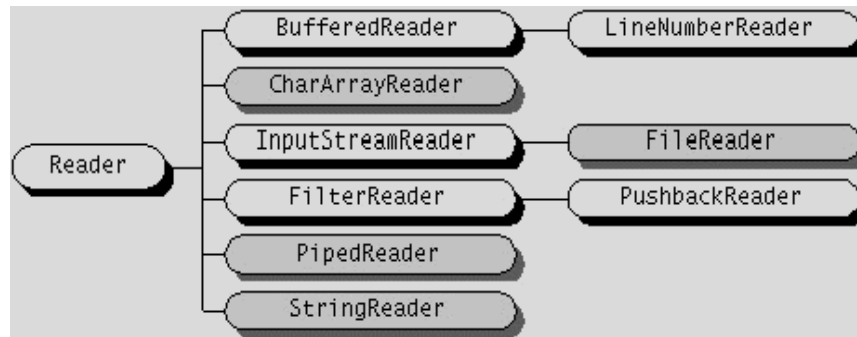 BufferedReader
LineNumberReader
CharArrayReader
InputStreamReader
FileReader
Reader
FilterReader
PushbackReader
PipedReader
StringReader